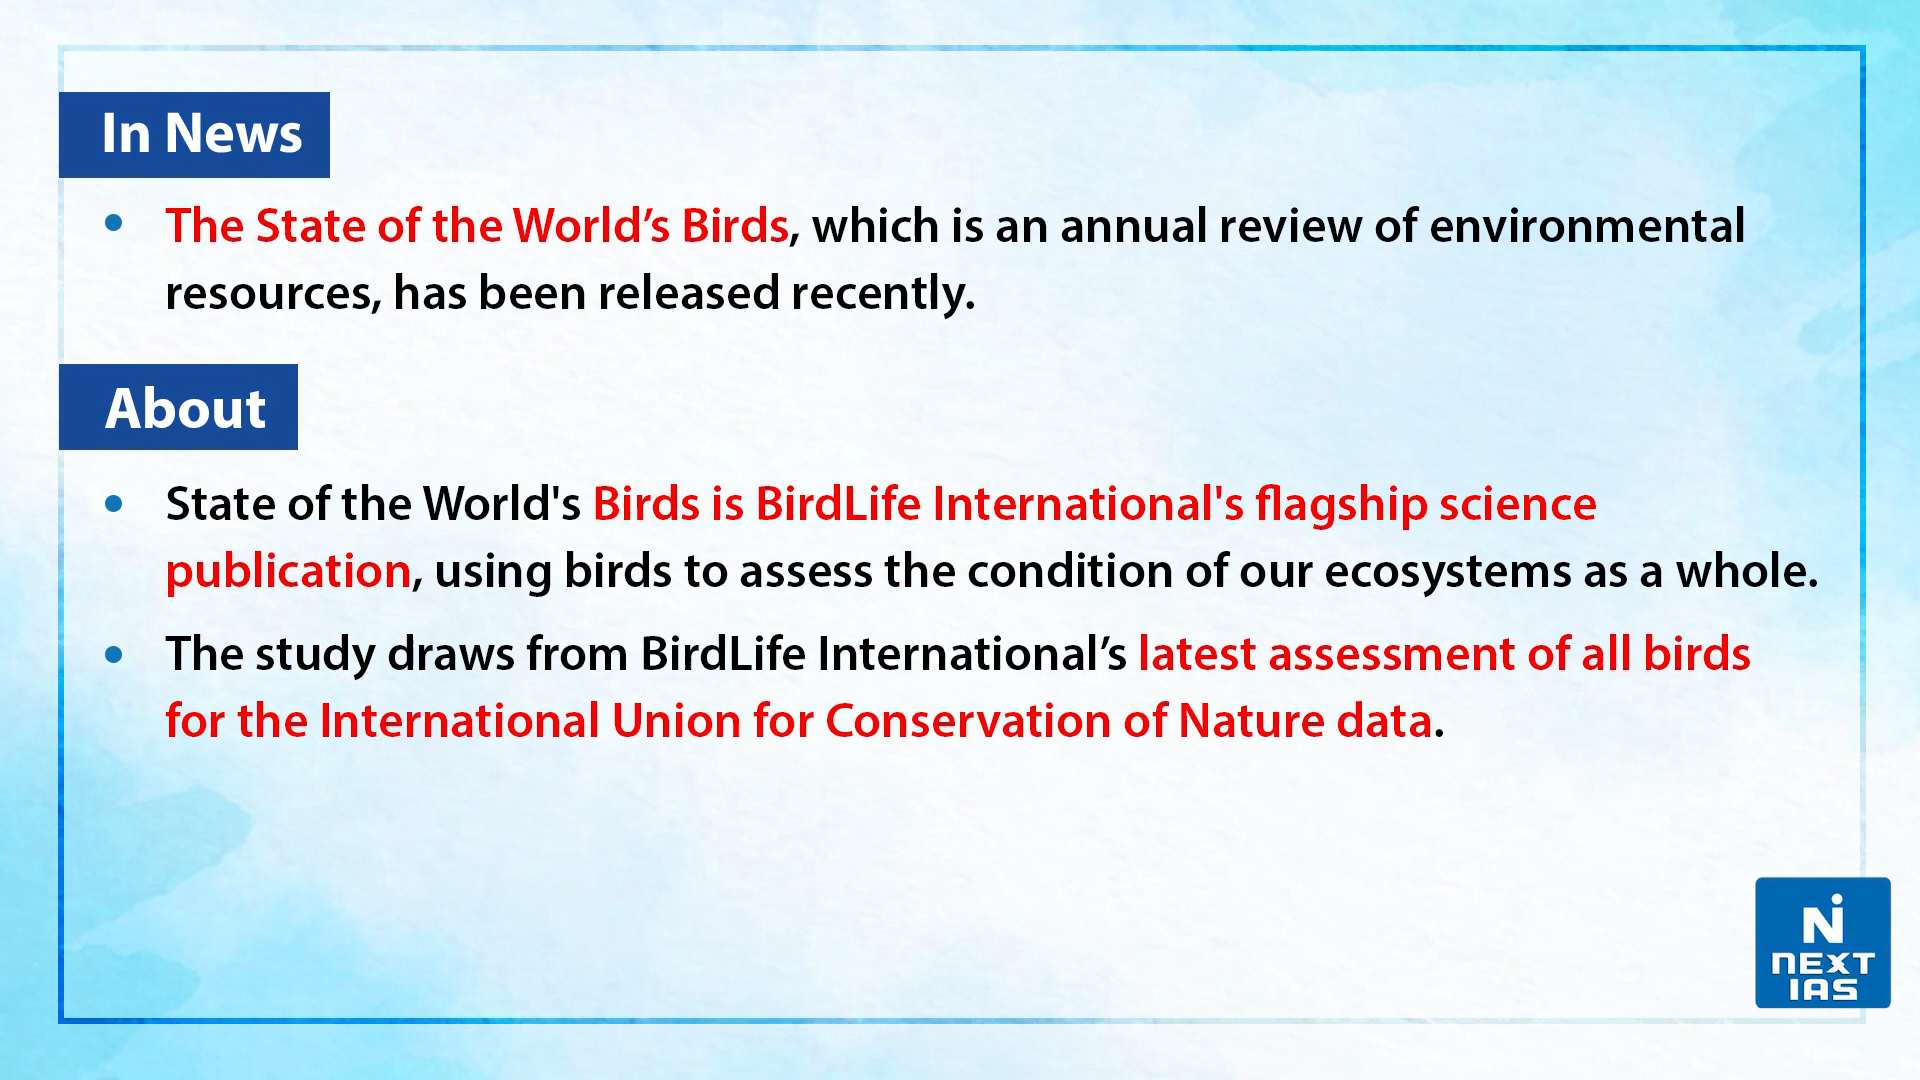 In News
• The State of the World’s Birds, which is an annual review of environmental
resources, has been released recently.
About
• State of the World's Birds is BirdLife International's flagship science
publication, using birds to assess the condition of our ecosystems as a whole.
• The study draws from BirdLife International’s latest assessment of all birds
for the International Union for Conservation of Nature data.
N
NEXT
IAS